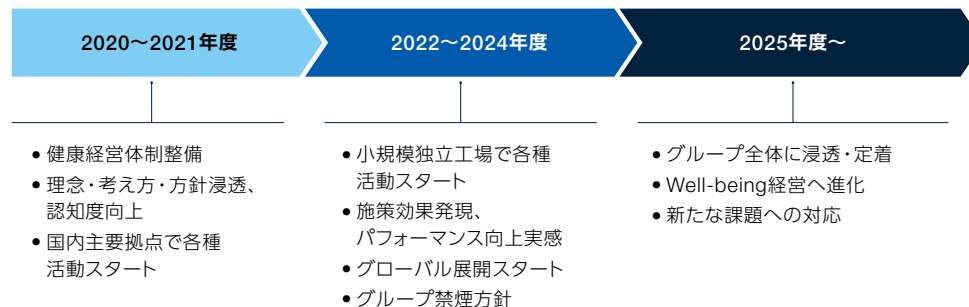 2020～2021年度
2022～2024年度
2025年度～
• 健康経営体制整備
• 理念・考え方・方針浸透、
認知度向上
• 国内主要拠点で各種
活動スタート
• 小規模独立工場で各種
活動スタート
• 施策効果発現、
パフォーマンス向上実感
• グローバル展開スタート
• グループ禁煙方針
• グループ全体に浸透・定着
• Well-being経営へ進化
• 新たな課題への対応